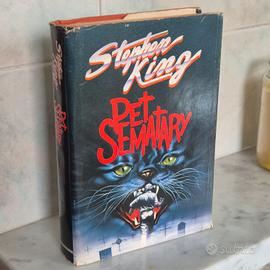 Stephen
King
PET
SEMATARY
Stephen
King
Pet
Sematary
subito